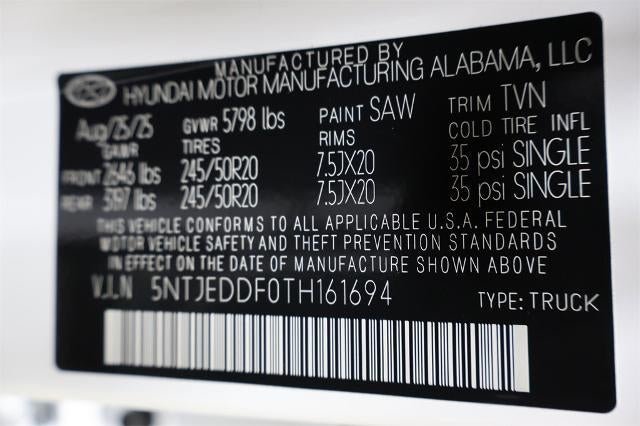 MANUFACTURED BY
HYUNDAI MOTOR MANUFACTURING ALABAMA, LLC
Aug/25/25 GVWR 5798 lbs PAINT SAW TRIM TVN
GAWR TIRES RIMS COLD TIRE INFL
FRONT 2646 lbs 245/50R20 7.5JX20 35 psi SINGLE
REAR 3197 lbs 245/50R20 7.5JX20 35 psi SINGLE
THIS VEHICLE CONFORMS TO ALL APPLICABLE U.S.A. FEDERAL
MOTOR VEHICLE SAFETY AND THEFT PREVENTION STANDARDS
IN EFFECT ON THE DATE OF MANUFACTURE SHOWN ABOVE
V.I.N 5NTJEDDF0TH161694 TYPE: TRUCK